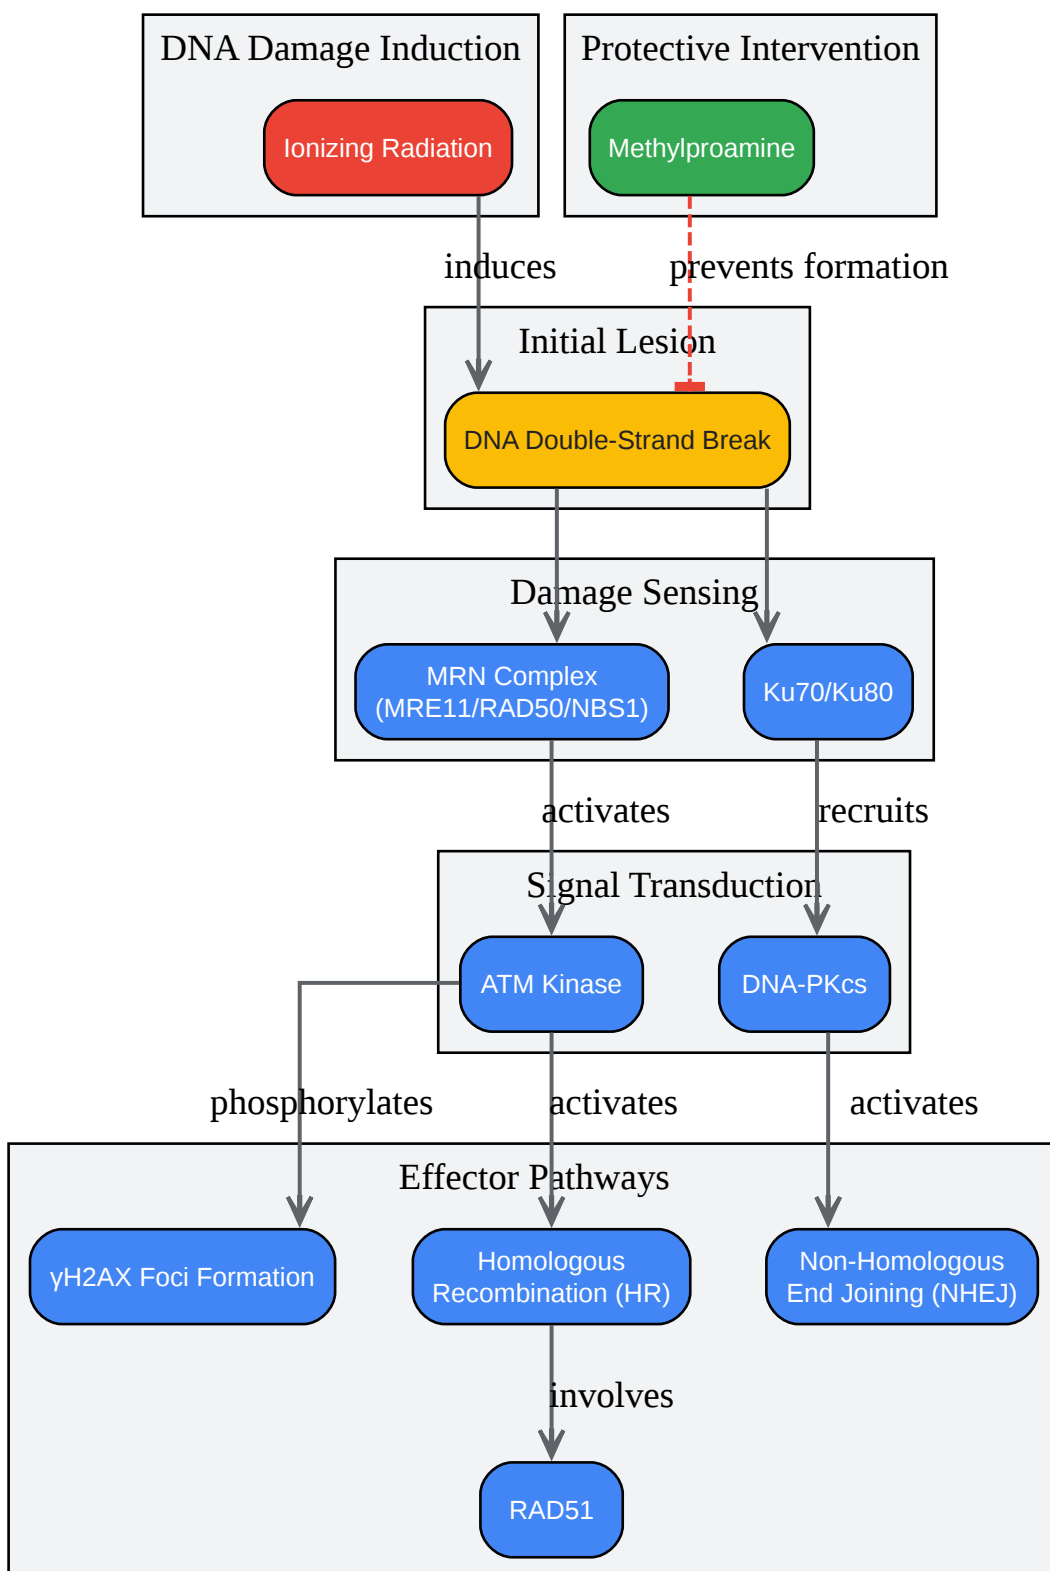 DNA Damage Induction
Protective Intervention
Ionizing Radiation
Methylproamine
induces
prevents formation
Initial Lesion
DNA Double-Strand Break
Damage Sensing
MRN Complex
(MRE11/RAD50/NBS1)
Ku70/Ku80
activates
recruits
Signal Transduction
ATM Kinase
DNA-PKcs
phosphorylates
activates
activates
Effector Pathways
γH2AX Foci Formation
Homologous
Recombination (HR)
Non-Homologous
End Joining (NHEJ)
involves
RAD51